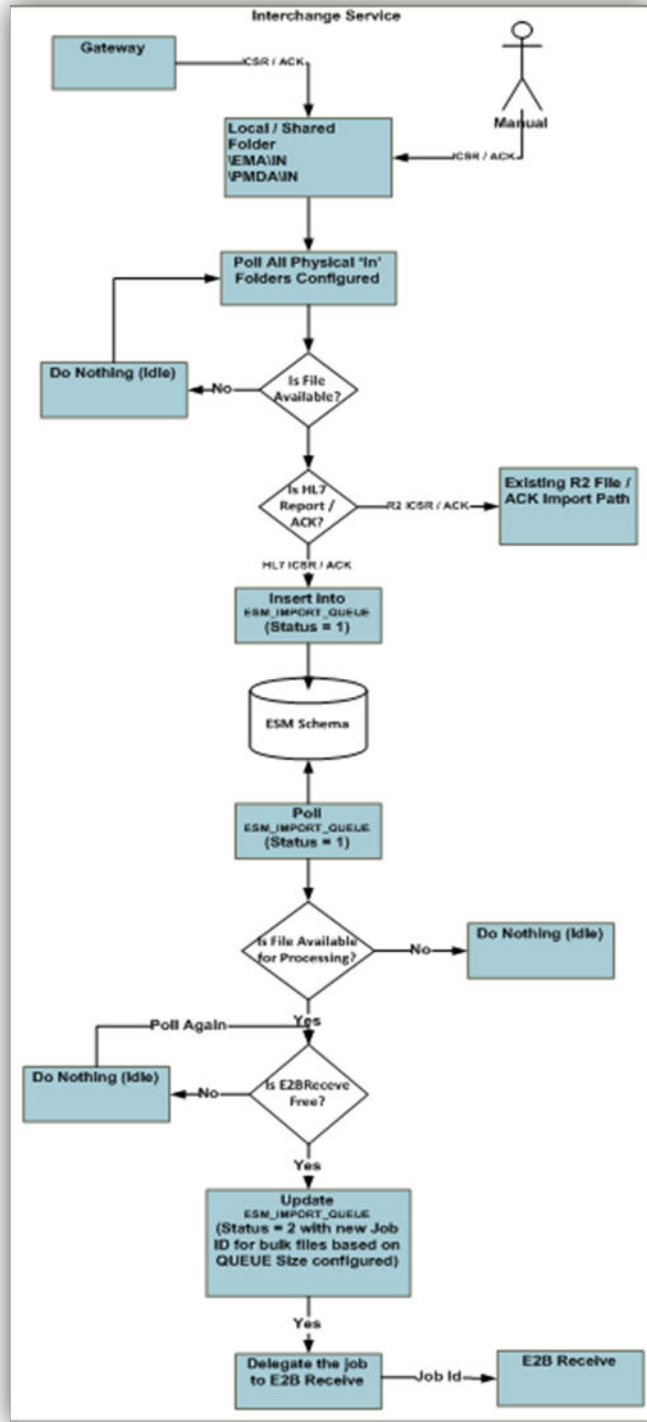 Interchange Service
Gateway
ICSR / ACK
Manual
Local / Shared
Folder
\EMA\IN
\PMDA\IN
ICSR / ACK
Poll All Physical ‘In’
Folders Configured
Do Nothing (Idle)
No
Is File
Available?
Is HL7
Report /
ACK?
R2 ICSR / ACK
Existing R2 File /
ACK Import Path
HL7 ICSR / ACK
Insert into
ESM_IMPORT_QUEUE
(Status = 1)
ESM Schema
Poll
ESM_IMPORT_QUEUE
(Status = 1)
Is File Available
for Processing?
No
Do Nothing (Idle)
Yes
Poll Again
Do Nothing (Idle)
No
Is E2BReceve
Free?
Yes
Update
ESM_IMPORT_QUEUE
(Status = 2 with new Job
ID for bulk files based on
QUEUE Size configured)
Yes
Delegate the job
to E2B Receive
Job Id
E2B Receive